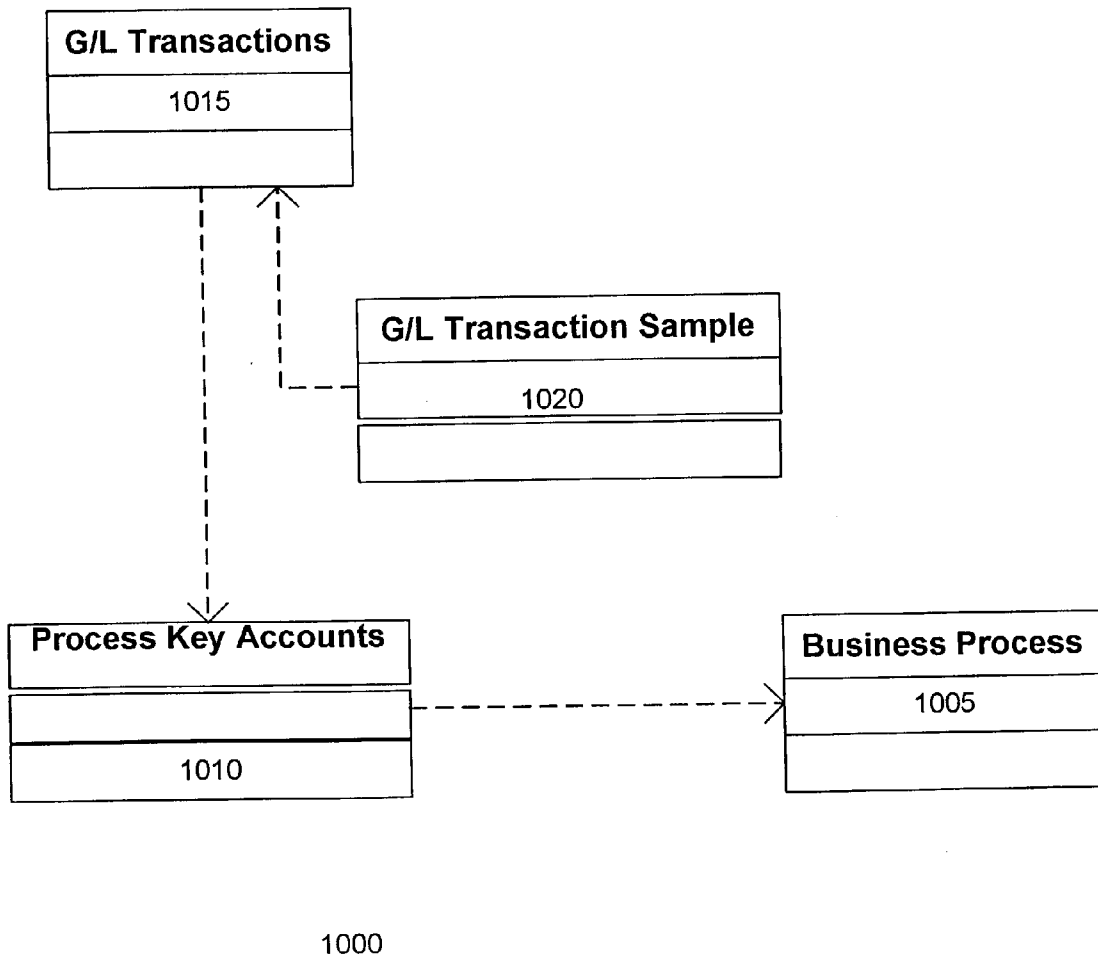 G/L Transactions
1015
G/L Transaction Sample
1020
Process Key Accounts
1010
Business Process
1005
1000